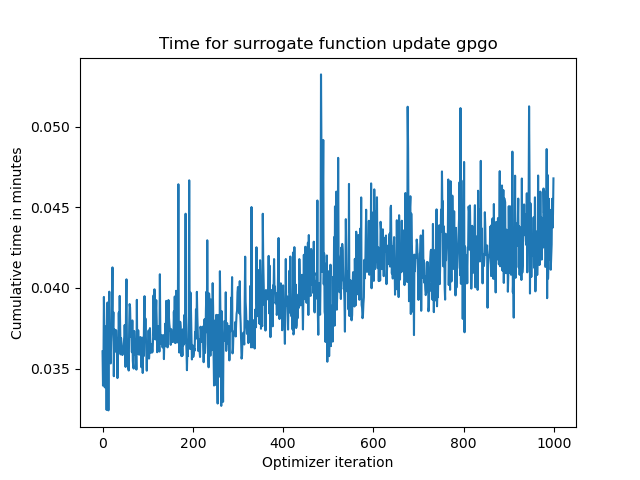 Time for surrogate function update gpgo
Cumulative time in minutes
0.050
0.045
0.040
0.035
0 200 400 600 800 1000
Optimizer iteration